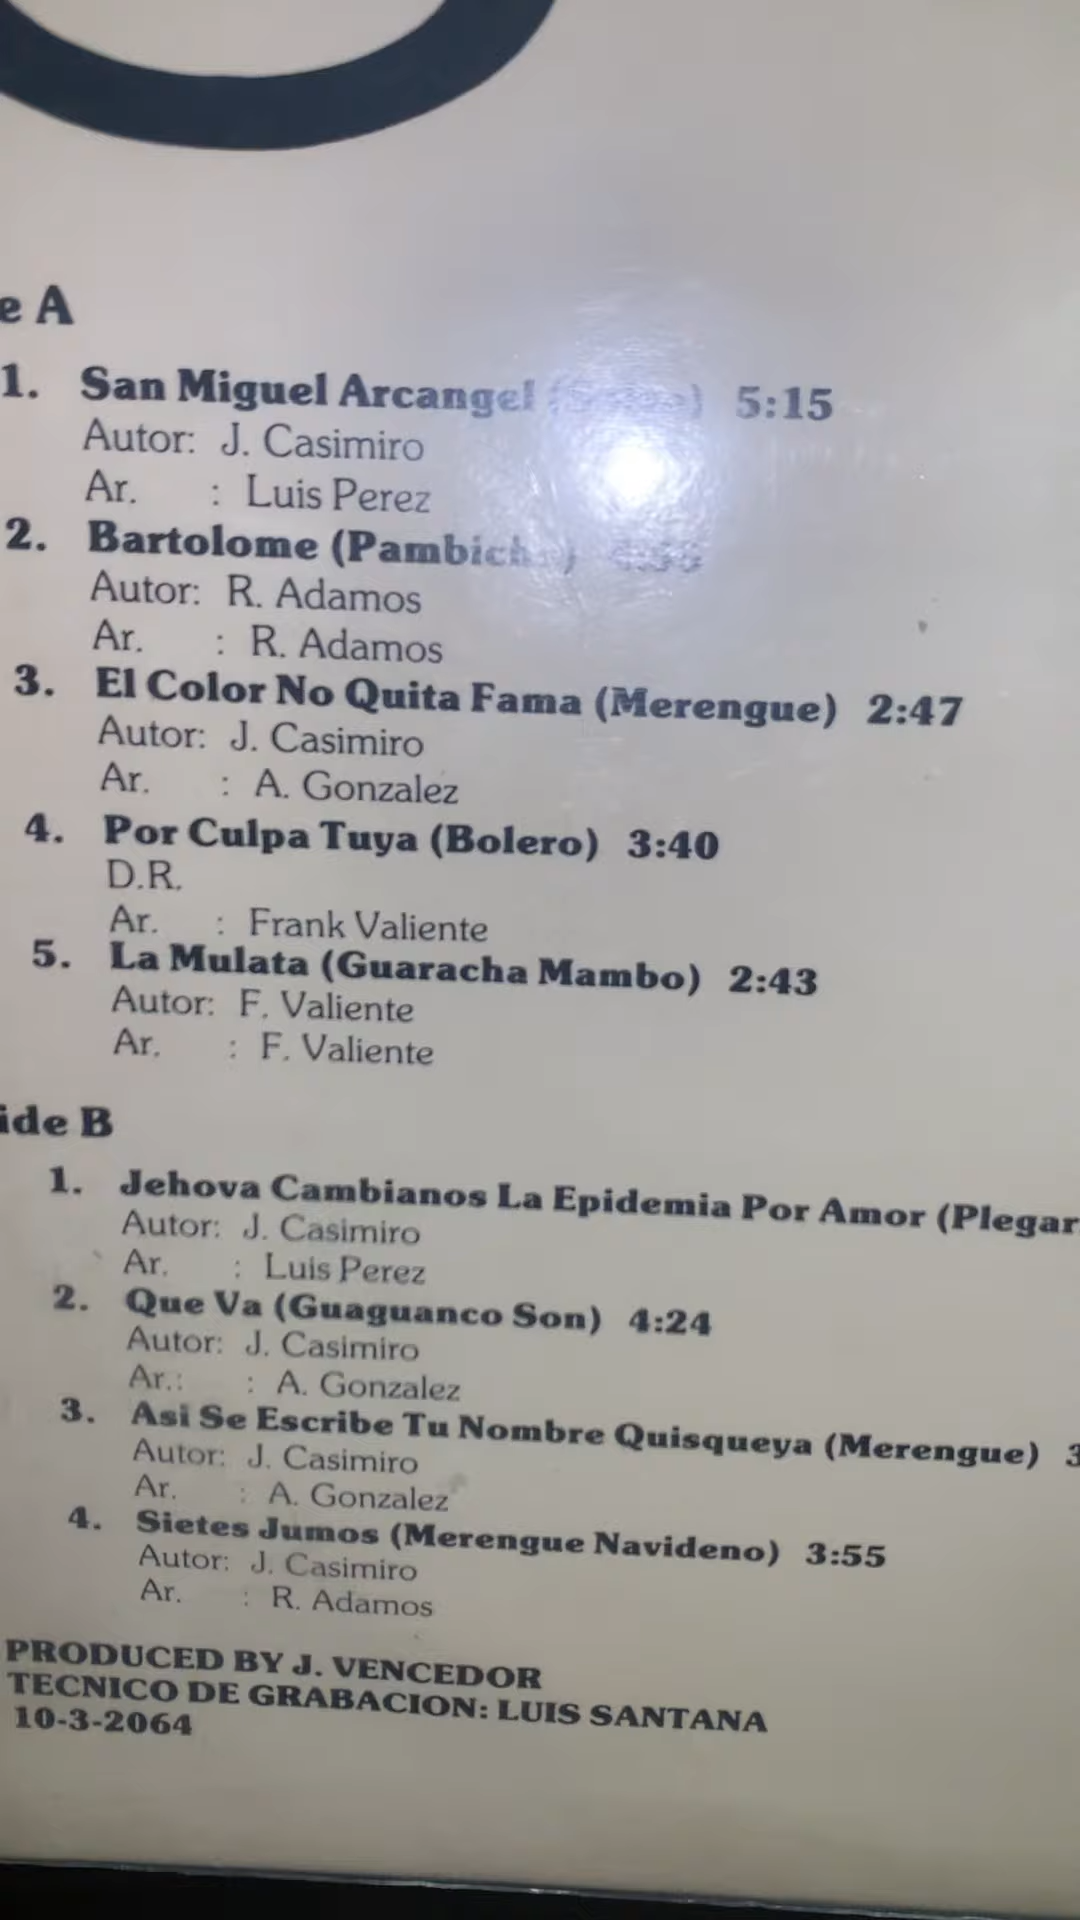 e A
1. San Miguel Arcangel 5:15
Autor: J. Casimiro
Ar. : Luis Perez
2. Bartolome (Pambiche)
Autor: R. Adamos
Ar. : R. Adamos
3. El Color No Quita Fama (Merengue) 2:47
Autor: J. Casimiro
Ar. : A. Gonzalez
4. Por Culpa Tuya (Bolero) 3:40
D.R.
Ar. : Frank Valiente
5. La Mulata (Guaracha Mambo) 2:43
Autor: F. Valiente
Ar. : F. Valiente
ide B
1. Jehova Cambianos La Epidemia Por Amor (Plegar
Autor: J. Casimiro
Ar. : Luis Perez
2. Que Va (Guaguanco Son) 4:24
Autor: J. Casimiro
Ar.: : A. Gonzalez
3. Asi Se Escribe Tu Nombre Quisqueya (Merengue) 3
Autor: J. Casimiro
Ar. : A. Gonzalez
4. Sietes Jumos (Merengue Navideno) 3:55
Autor: J. Casimiro
Ar. : R. Adamos
PRODUCED BY J. VENCEDOR
TECNICO DE GRABACION: LUIS SANTANA
10-3-2064